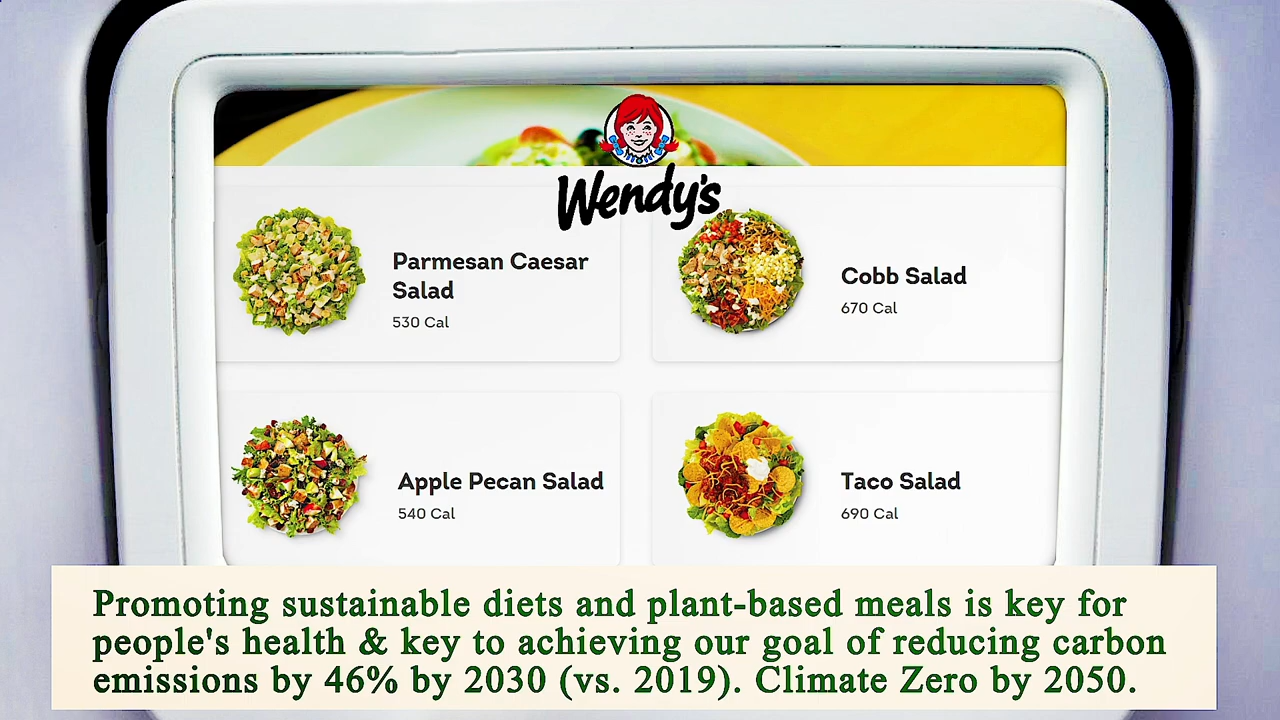 Wendy's
Parmesan Caesar
Salad
530 Cal
Cobb Salad
670 Cal
Apple Pecan Salad
540 Cal
Taco Salad
690 Cal
Promoting sustainable diets and plant-based meals is key for
people's health & key to achieving our goal of reducing carbon
emissions by 46% by 2030 (vs. 2019). Climate Zero by 2050.